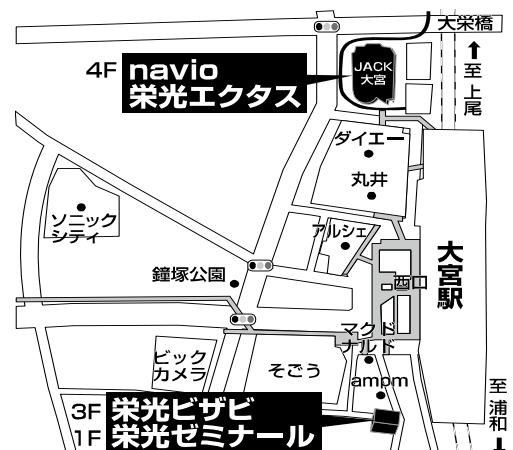 大栄橋
4F navio
栄光エクタス
JACK
大宮
至
上尾
ダイエー
丸井
ソニック
シティ
アルシェ
鐘塚公園
西口
大宮駅
マクド
ナルド
ビック
カメラ
そごう
ampm
3F 栄光ビザビ
1F 栄光ゼミナール
至
浦和